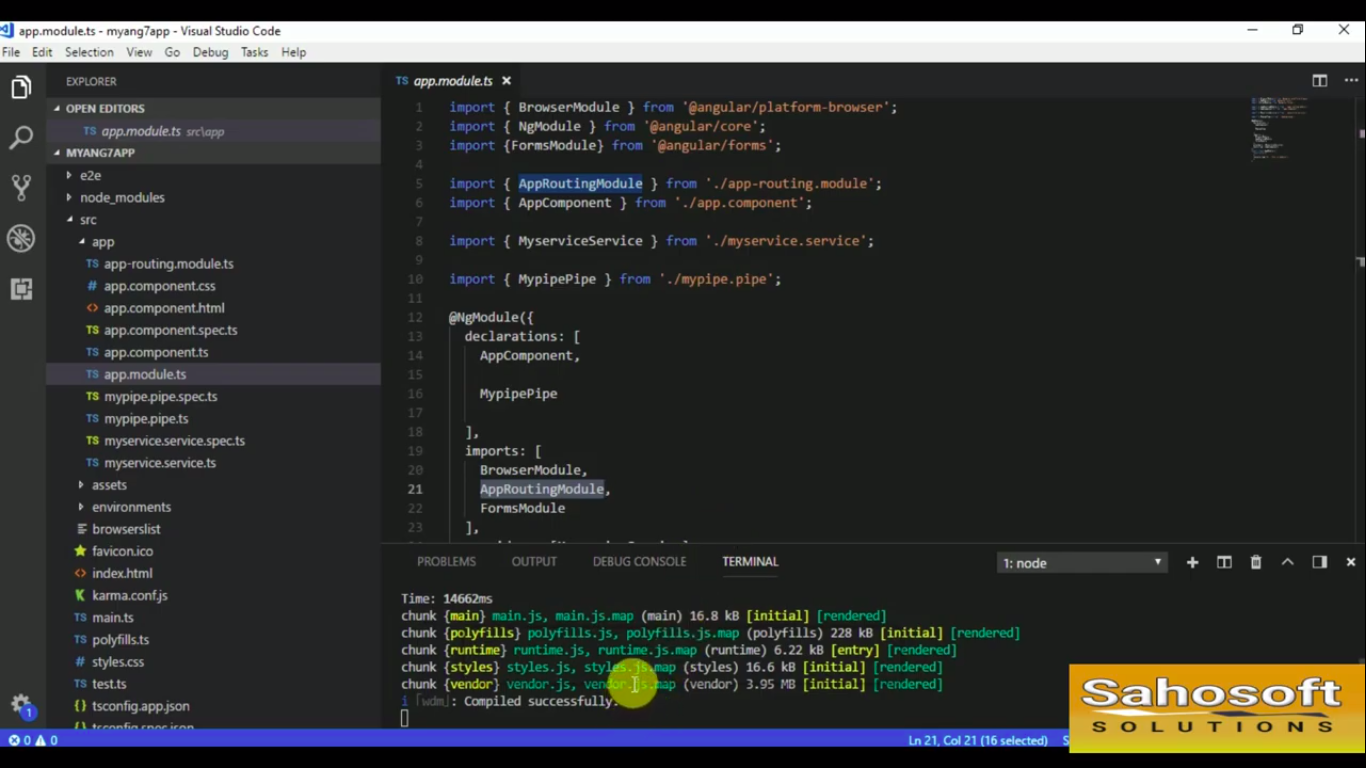 app.module.ts - myang7app - Visual Studio Code
File Edit Selection View Go Debug Tasks Help
EXPLORER
OPEN EDITORS
TS app.module.ts src\app
MYANG7APP
e2e
node_modules
src
app
TS app-routing.module.ts
# app.component.css
<> app.component.html
TS app.component.spec.ts
TS app.component.ts
TS app.module.ts
TS mypipe.pipe.spec.ts
TS mypipe.pipe.ts
TS myservice.service.spec.ts
TS myservice.service.ts
assets
environments
browserslist
favicon.ico
<> index.html
karma.conf.js
TS main.ts
TS polyfills.ts
# styles.css
TS test.ts
{} tsconfig.app.json
{} tsconfig.spec.json
1
0 0
TS app.module.ts
1 import { BrowserModule } from '@angular/platform-browser';
2 import { NgModule } from '@angular/core';
3 import {FormsModule} from '@angular/forms';
4
5 import { AppRoutingModule } from './app-routing.module';
6 import { AppComponent } from './app.component';
7
8 import { MyserviceService } from './myservice.service';
9
10 import { MypipePipe } from './mypipe.pipe';
11
12 @NgModule({
13 declarations: [
14 AppComponent,
15
16 MypipePipe
17
18 ],
19 imports: [
20 BrowserModule,
21 AppRoutingModule,
22 FormsModule
23 ],
PROBLEMS OUTPUT DEBUG CONSOLE TERMINAL 1: node
Time: 14662ms
chunk {main} main.js, main.js.map (main) 16.8 kB [initial] [rendered]
chunk {polyfills} polyfills.js, polyfills.js.map (polyfills) 228 kB [initial] [rendered]
chunk {runtime} runtime.js, runtime.js.map (runtime) 6.22 kB [entry] [rendered]
chunk {styles} styles.js, styles.js.map (styles) 16.6 kB [initial] [rendered]
chunk {vendor} vendor.js, vendor.js.map (vendor) 3.95 MB [initial] [rendered]
i ｢wdm｣: Compiled successfully.
Ln 21, Col 21 (16 selected)
Sahosoft
SOLUTIONS